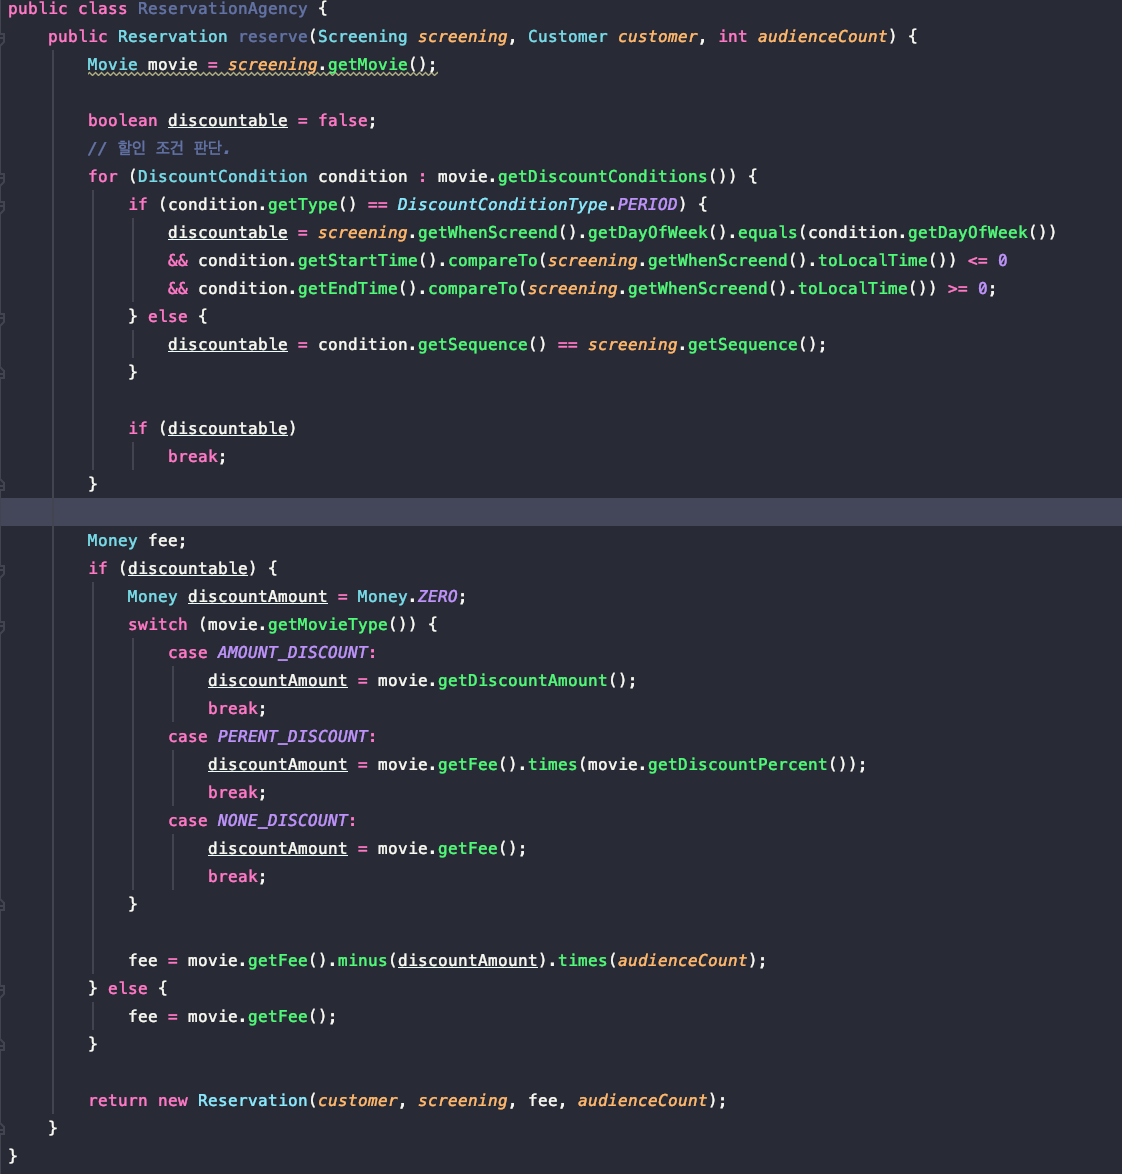 public class ReservationAgency {
public Reservation reserve(Screening screening, Customer customer, int audienceCount) {
Movie movie = screening.getMovie();
boolean discountable = false;
// 할인 조건 판단.
for (DiscountCondition condition : movie.getDiscountConditions()) {
if (condition.getType() == DiscountConditionType.PERIOD) {
discountable = screening.getWhenScreend().getDayOfWeek().equals(condition.getDayOfWeek())
&& condition.getStartTime().compareTo(screening.getWhenScreend().toLocalTime()) <= 0
&& condition.getEndTime().compareTo(screening.getWhenScreend().toLocalTime()) >= 0;
} else {
discountable = condition.getSequence() == screening.getSequence();
}
if (discountable)
break;
}
Money fee;
if (discountable) {
Money discountAmount = Money.ZERO;
switch (movie.getMovieType()) {
case AMOUNT_DISCOUNT:
discountAmount = movie.getDiscountAmount();
break;
case PERENT_DISCOUNT:
discountAmount = movie.getFee().times(movie.getDiscountPercent());
break;
case NONE_DISCOUNT:
discountAmount = movie.getFee();
break;
}
fee = movie.getFee().minus(discountAmount).times(audienceCount);
} else {
fee = movie.getFee();
}
return new Reservation(customer, screening, fee, audienceCount);
}
}